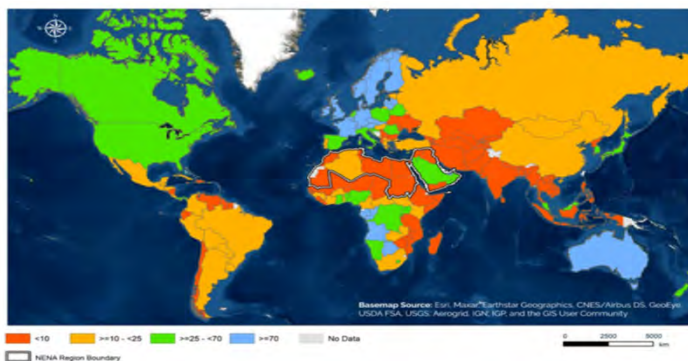 Basemap Source: Esri, Maxar, Earthstar Geographics, CNES/Airbus DS, GeoEye,
USDA FSA, USGS, Aerogrid, IGN, IGP, and the GIS User Community
<10
>=10 - <25
>=25 - <70
>=70
No Data
0 2500 5000
km
NENA Region Boundary